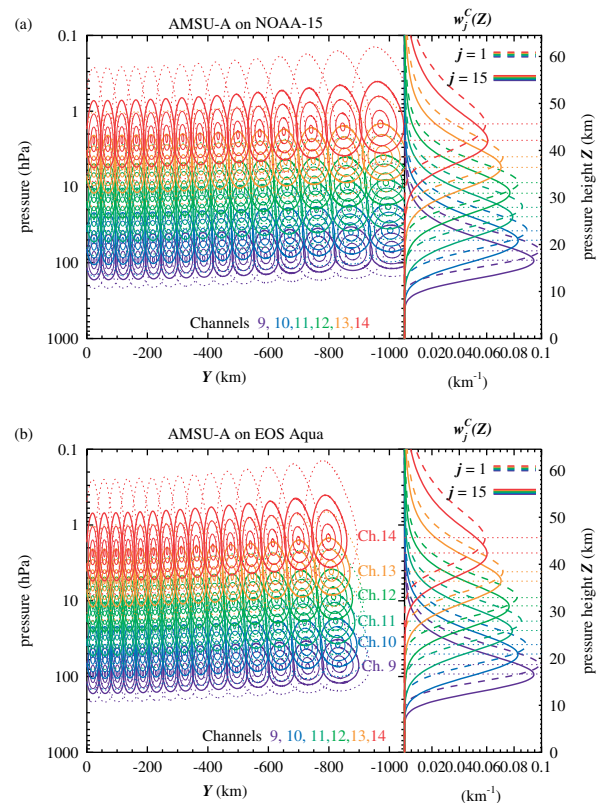 (a) AMSU-A on NOAA-15 w_j^C(Z)
0.1
1
10
100
1000
pressure (hPa)
j = 1
j = 15
60
50
40
30
20
10
0
pressure height Z (km)
Channels 9, 10,11,12,13,14
0 -200 -400 -600 -800 -1000 0.02 0.04 0.06 0.08 0.1
Y (km) (km⁻¹)
(b) AMSU-A on EOS Aqua w_j^C(Z)
0.1
1
10
100
1000
pressure (hPa)
j = 1
j = 15
Ch.14
Ch.13
Ch.12
Ch.11
Ch.10
Ch. 9
60
50
40
30
20
10
0
pressure height Z (km)
Channels 9, 10, 11,12,13,14
0 -200 -400 -600 -800 -1000 0.02 0.04 0.06 0.08 0.1
Y (km) (km⁻¹)